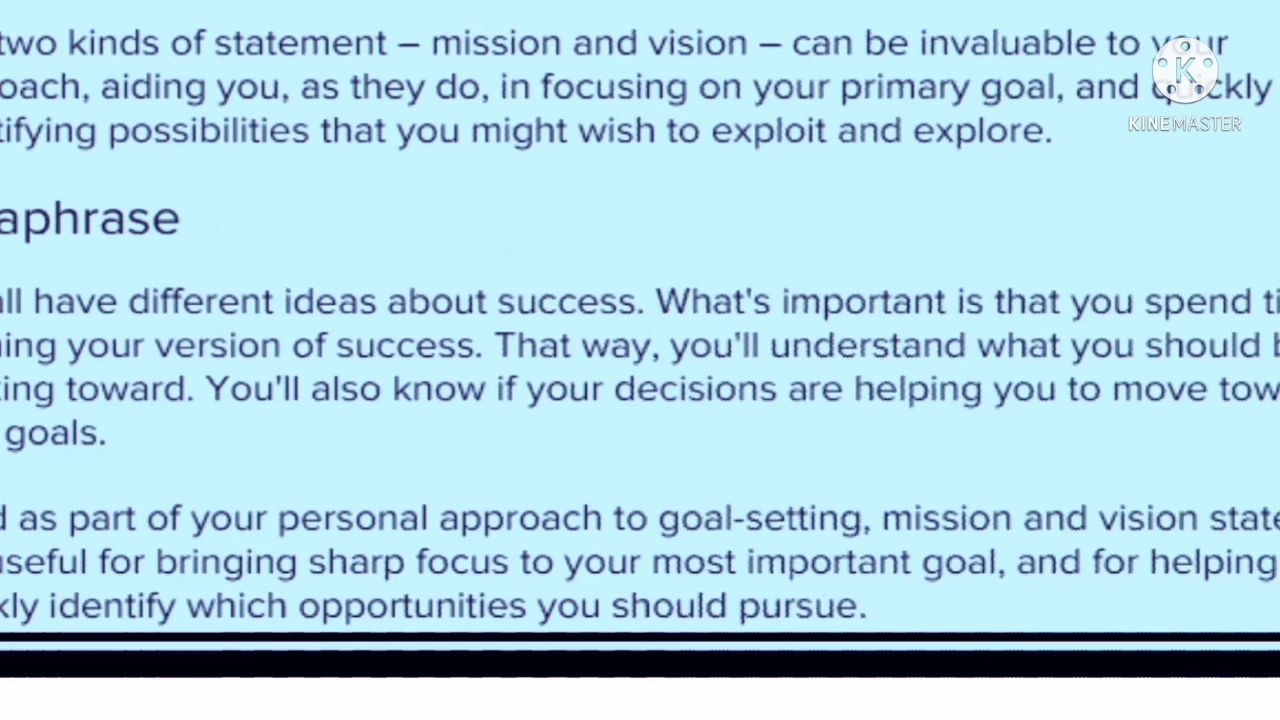 two kinds of statement – mission and vision – can be invaluable to your
oach, aiding you, as they do, in focusing on your primary goal, and quickly
tifying possibilities that you might wish to exploit and explore.
KINEMASTER
aphrase
all have different ideas about success. What's important is that you spend ti
ning your version of success. That way, you'll understand what you should b
king toward. You'll also know if your decisions are helping you to move tow
goals.
d as part of your personal approach to goal-setting, mission and vision state
useful for bringing sharp focus to your most important goal, and for helping
kly identify which opportunities you should pursue.